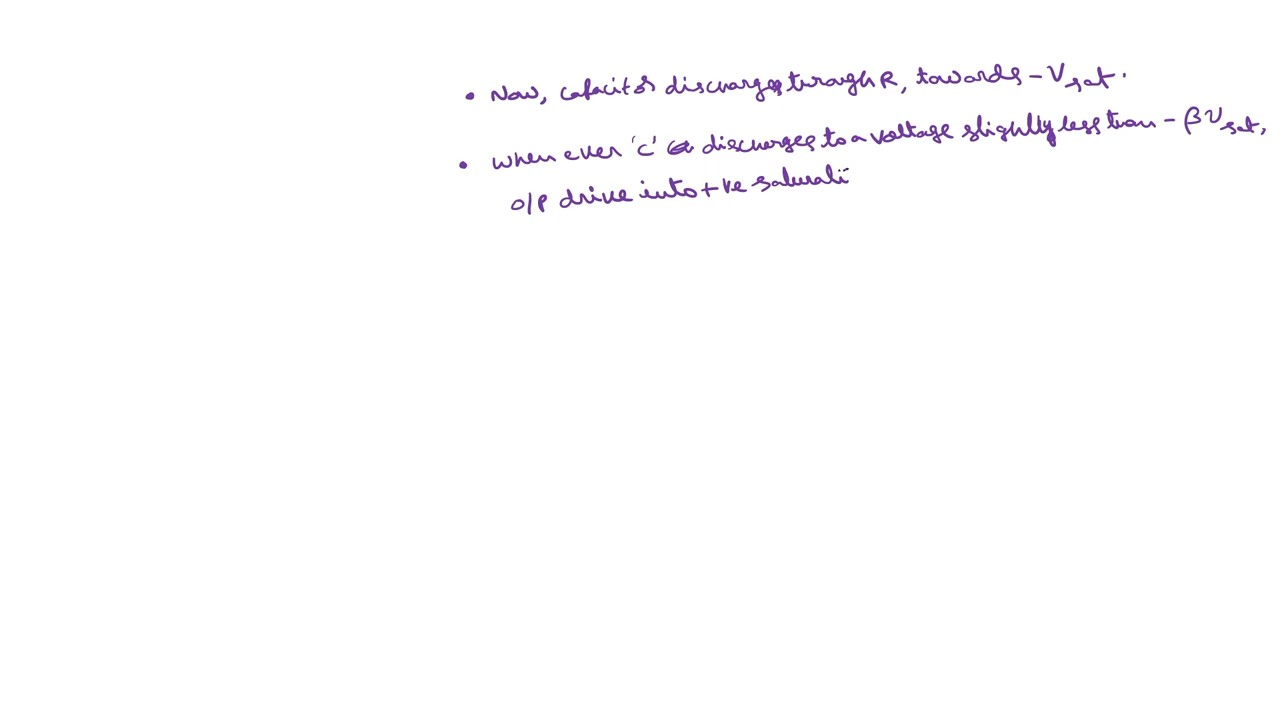 • Now, capacitor discharges through R, towards -Vsat.
• when ever 'c' discharges to a voltage slightly less than -βVsat,
o/p drive into +ve saturati